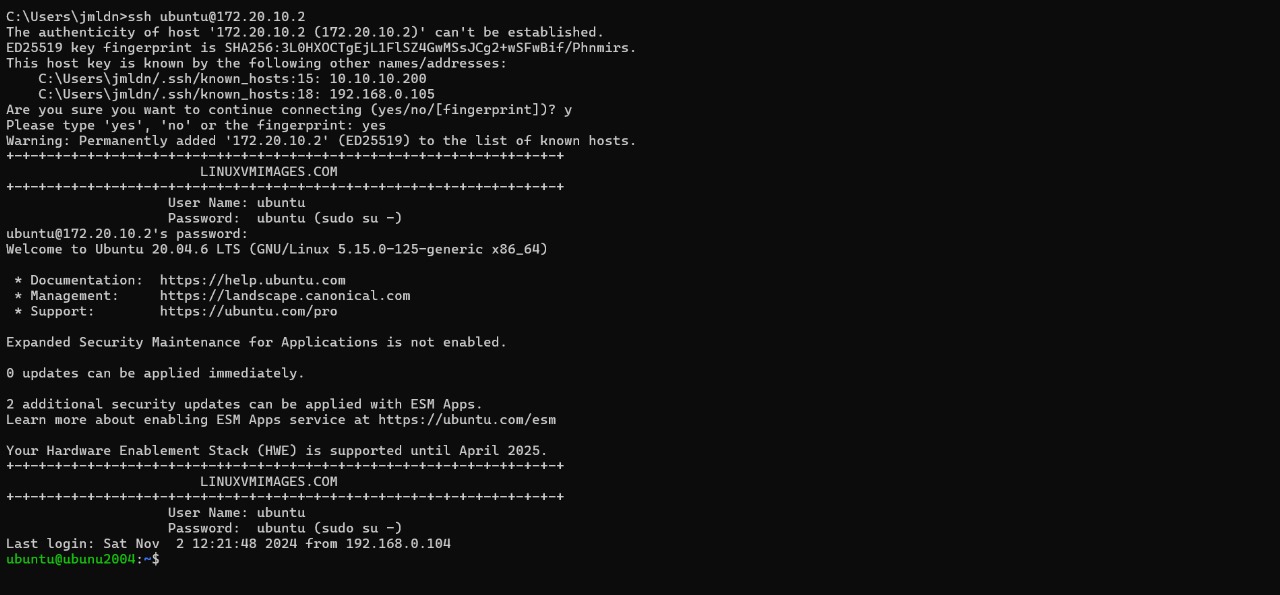 C:\Users\jmldn>ssh ubuntu@172.20.10.2
The authenticity of host '172.20.10.2 (172.20.10.2)' can't be established.
ED25519 key fingerprint is SHA256:3L0HXOCTgEjL1FlSZ4GwMSsJCg2+wSFwBif/Phnmirs.
This host key is known by the following other names/addresses:
    C:\Users\jmldn/.ssh/known_hosts:15: 10.10.10.200
    C:\Users\jmldn/.ssh/known_hosts:18: 192.168.0.105
Are you sure you want to continue connecting (yes/no/[fingerprint])? y
Please type 'yes', 'no' or the fingerprint: yes
Warning: Permanently added '172.20.10.2' (ED25519) to the list of known hosts.
+-+-+-+-+-+-+-+-+-+-+-+-+-+-+-+-+-+-+-+-+-+-+-+-+-+-+-+-+-+-+-+-+-+-+
                        LINUXVMIMAGES.COM
+-+-+-+-+-+-+-+-+-+-+-+-+-+-+-+-+-+-+-+-+-+-+-+-+-+-+-+-+-+-+-+-+-+-+
                    User Name: ubuntu
                    Password:  ubuntu (sudo su -)
ubuntu@172.20.10.2's password:
Welcome to Ubuntu 20.04.6 LTS (GNU/Linux 5.15.0-125-generic x86_64)

 * Documentation:  https://help.ubuntu.com
 * Management:     https://landscape.canonical.com
 * Support:        https://ubuntu.com/pro

Expanded Security Maintenance for Applications is not enabled.

0 updates can be applied immediately.

2 additional security updates can be applied with ESM Apps.
Learn more about enabling ESM Apps service at https://ubuntu.com/esm

Your Hardware Enablement Stack (HWE) is supported until April 2025.
+-+-+-+-+-+-+-+-+-+-+-+-+-+-+-+-+-+-+-+-+-+-+-+-+-+-+-+-+-+-+-+-+-+-+
                        LINUXVMIMAGES.COM
+-+-+-+-+-+-+-+-+-+-+-+-+-+-+-+-+-+-+-+-+-+-+-+-+-+-+-+-+-+-+-+-+-+-+
                    User Name: ubuntu
                    Password:  ubuntu (sudo su -)
Last login: Sat Nov  2 12:21:48 2024 from 192.168.0.104
ubuntu@ubunu2004:~$